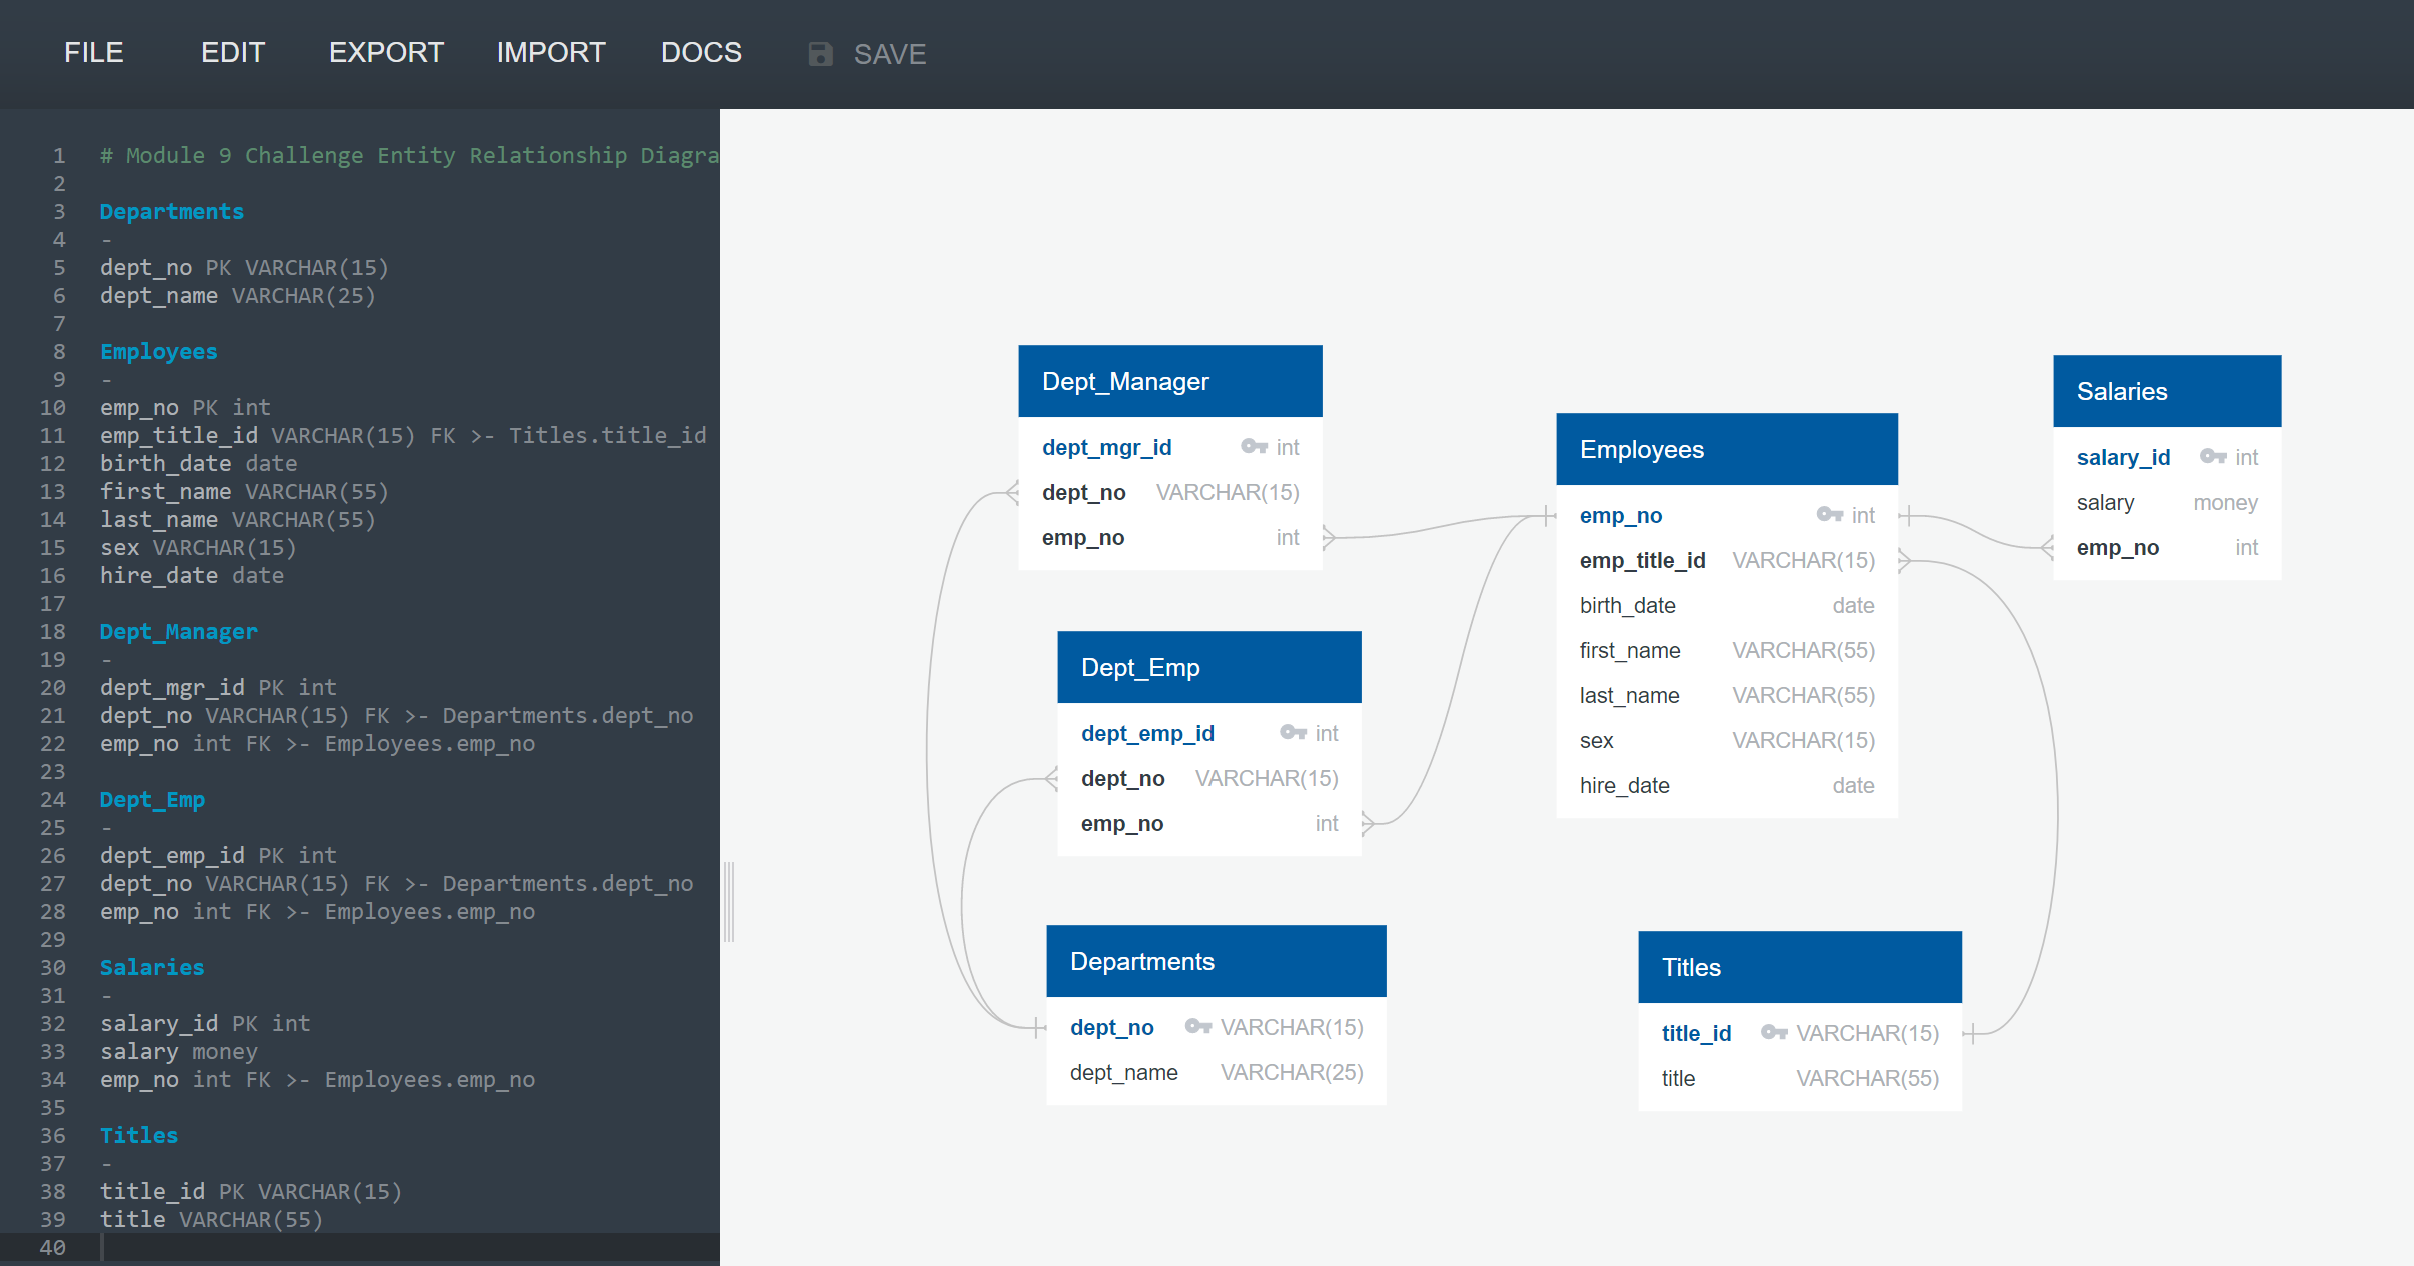 FILE EDIT EXPORT IMPORT DOCS SAVE
1 # Module 9 Challenge Entity Relationship Diagra
2
3 Departments
4 -
5 dept_no PK VARCHAR(15)
6 dept_name VARCHAR(25)
7
8 Employees
9 -
10 emp_no PK int
11 emp_title_id VARCHAR(15) FK >- Titles.title_id
12 birth_date date
13 first_name VARCHAR(55)
14 last_name VARCHAR(55)
15 sex VARCHAR(15)
16 hire_date date
17
18 Dept_Manager
19 -
20 dept_mgr_id PK int
21 dept_no VARCHAR(15) FK >- Departments.dept_no
22 emp_no int FK >- Employees.emp_no
23
24 Dept_Emp
25 -
26 dept_emp_id PK int
27 dept_no VARCHAR(15) FK >- Departments.dept_no
28 emp_no int FK >- Employees.emp_no
29
30 Salaries
31 -
32 salary_id PK int
33 salary money
34 emp_no int FK >- Employees.emp_no
35
36 Titles
37 -
38 title_id PK VARCHAR(15)
39 title VARCHAR(55)
40
Dept_Manager
dept_mgr_id int
dept_no VARCHAR(15)
emp_no int
Dept_Emp
dept_emp_id int
dept_no VARCHAR(15)
emp_no int
Departments
dept_no VARCHAR(15)
dept_name VARCHAR(25)
Employees
emp_no int
emp_title_id VARCHAR(15)
birth_date date
first_name VARCHAR(55)
last_name VARCHAR(55)
sex VARCHAR(15)
hire_date date
Titles
title_id VARCHAR(15)
title VARCHAR(55)
Salaries
salary_id int
salary money
emp_no int